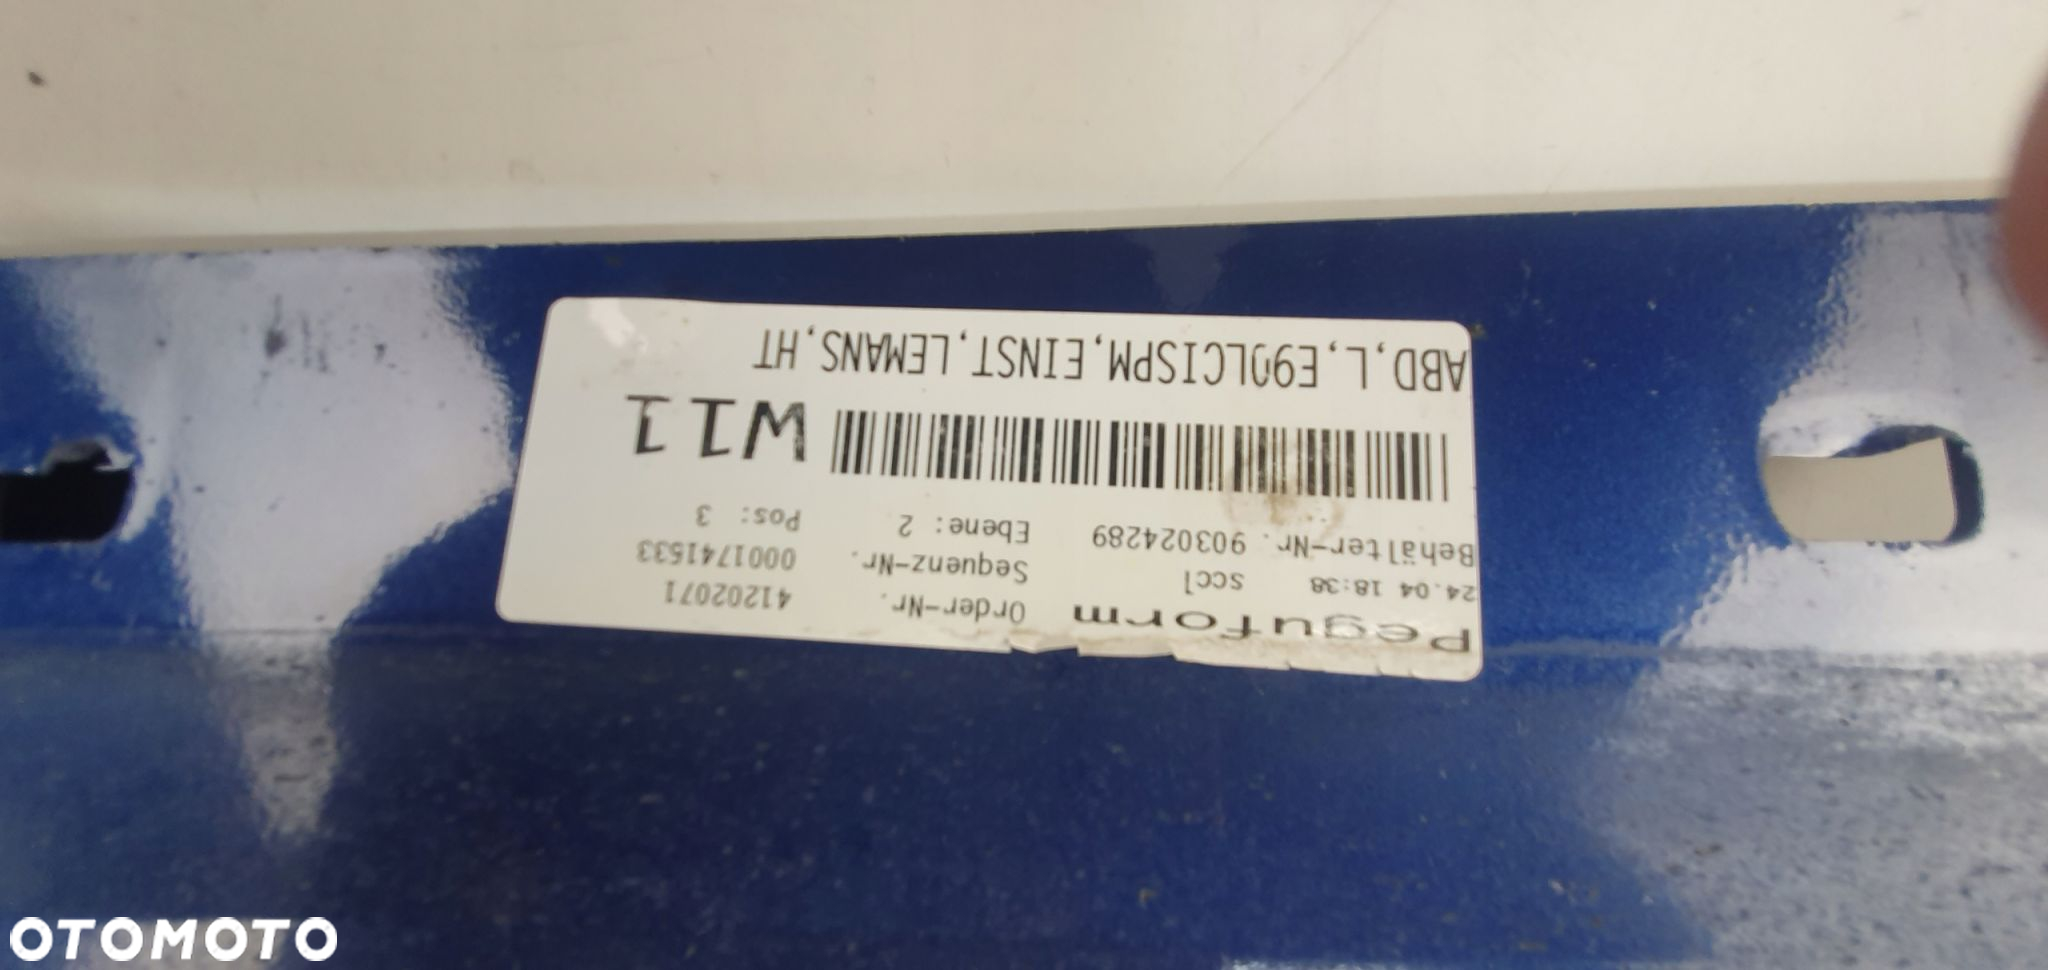 Peguform
Order-Nr. 41202071
24.04 18:38 sccl
Sequenz-Nr. 0001741533
Behälter-Nr. 903024289
Ebene: 2 Pos: 3
W11
ABD,L,E90LCISPM,EINST,LEMANS,HT
OTOMOTO